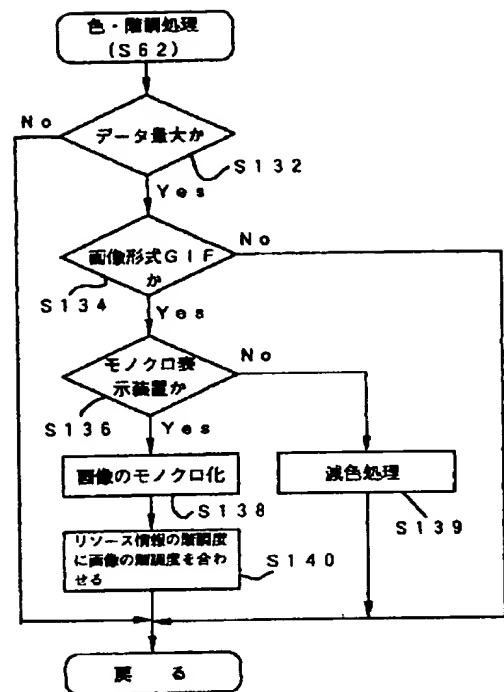 色・階調処理
(S62)
No
データ量大か
S132
Yes
画像形式GIF
か
No
S134
Yes
モノクロ表
示装置か
No
S136
Yes
画像のモノクロ化
減色処理
S138
S139
リソース情報の階調度
に画像の階調度を合わ
せる
S140
戻る